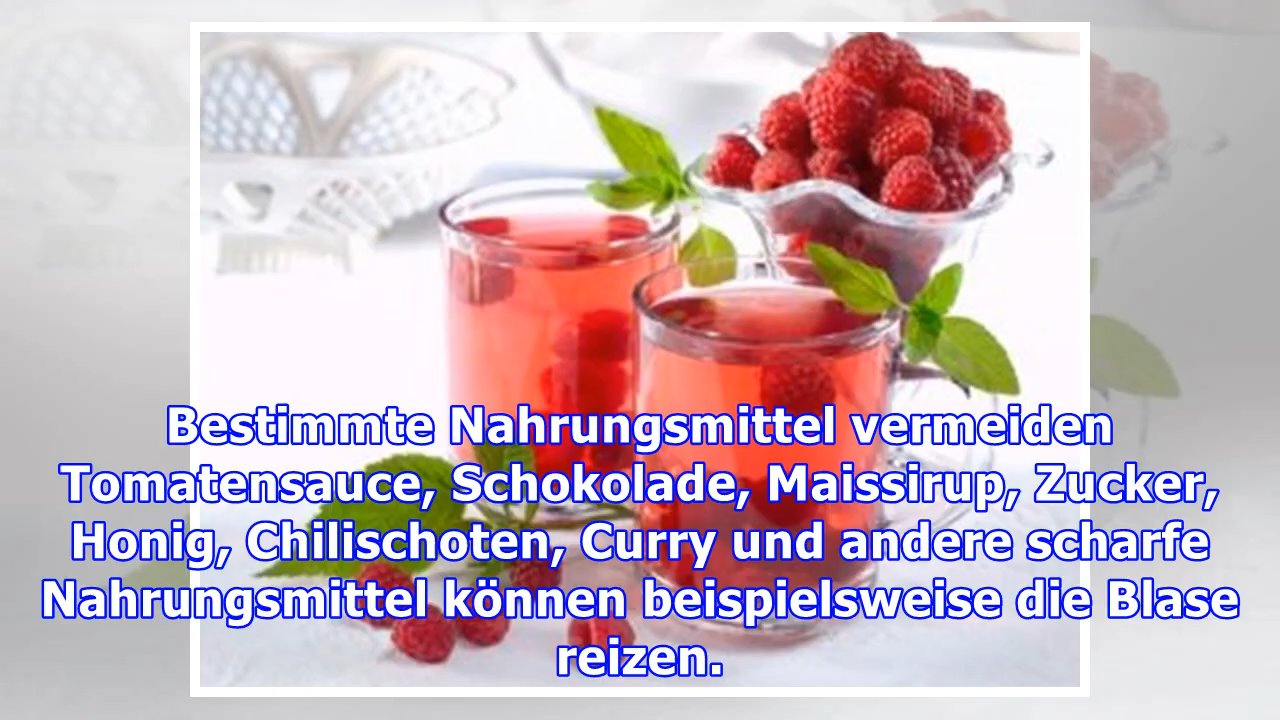 Bestimmte Nahrungsmittel vermeiden
Tomatensauce, Schokolade, Maissirup, Zucker,
Honig, Chilischoten, Curry und andere scharfe
Nahrungsmittel können beispielsweise die Blase
reizen.